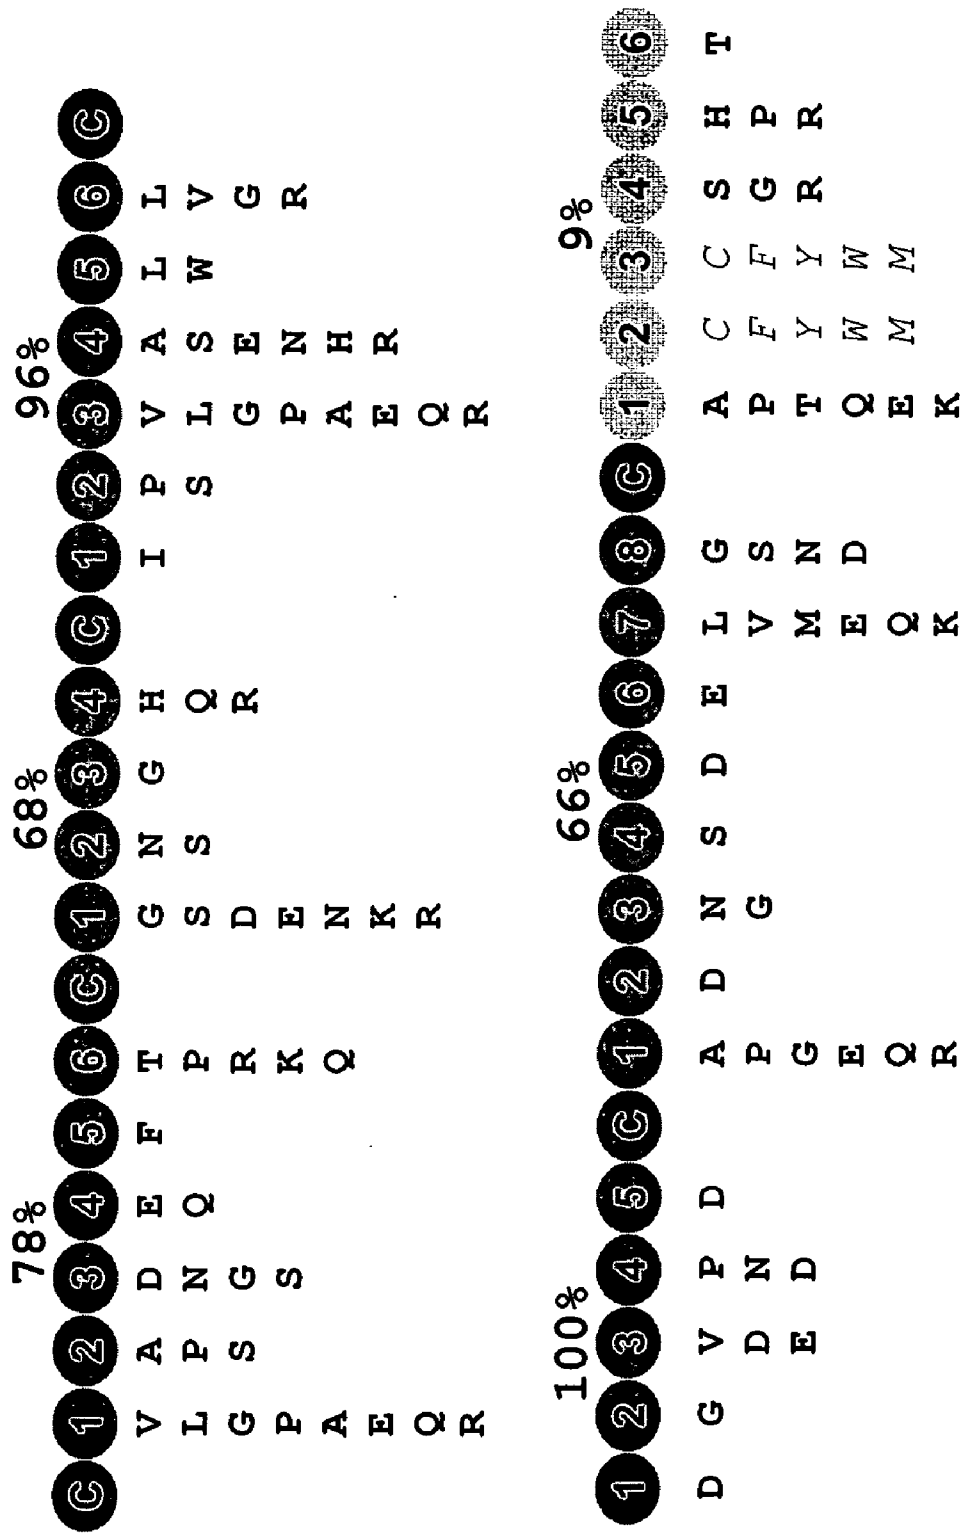 78% 68% 96%
C 1 2 3 4 5 6 C 1 2 3 4 C 1 2 3 4 5 6 C
V A D E F T G N G H I P V A L L
L P N Q P S S Q S L S W V
G S G R D R G E G
P S K E P N R
A Q N A H
E K E R
Q R Q
R R
100% 66% 9%
1 2 3 4 5 C 1 2 3 4 5 6 7 8 C 1 2 3 4 5 6
D G V P D A D N S D E L G A C C S H T
D N P G V S P F F G P
E D G M N T Y Y R R
E E D Q W W
Q Q E M M
R K K